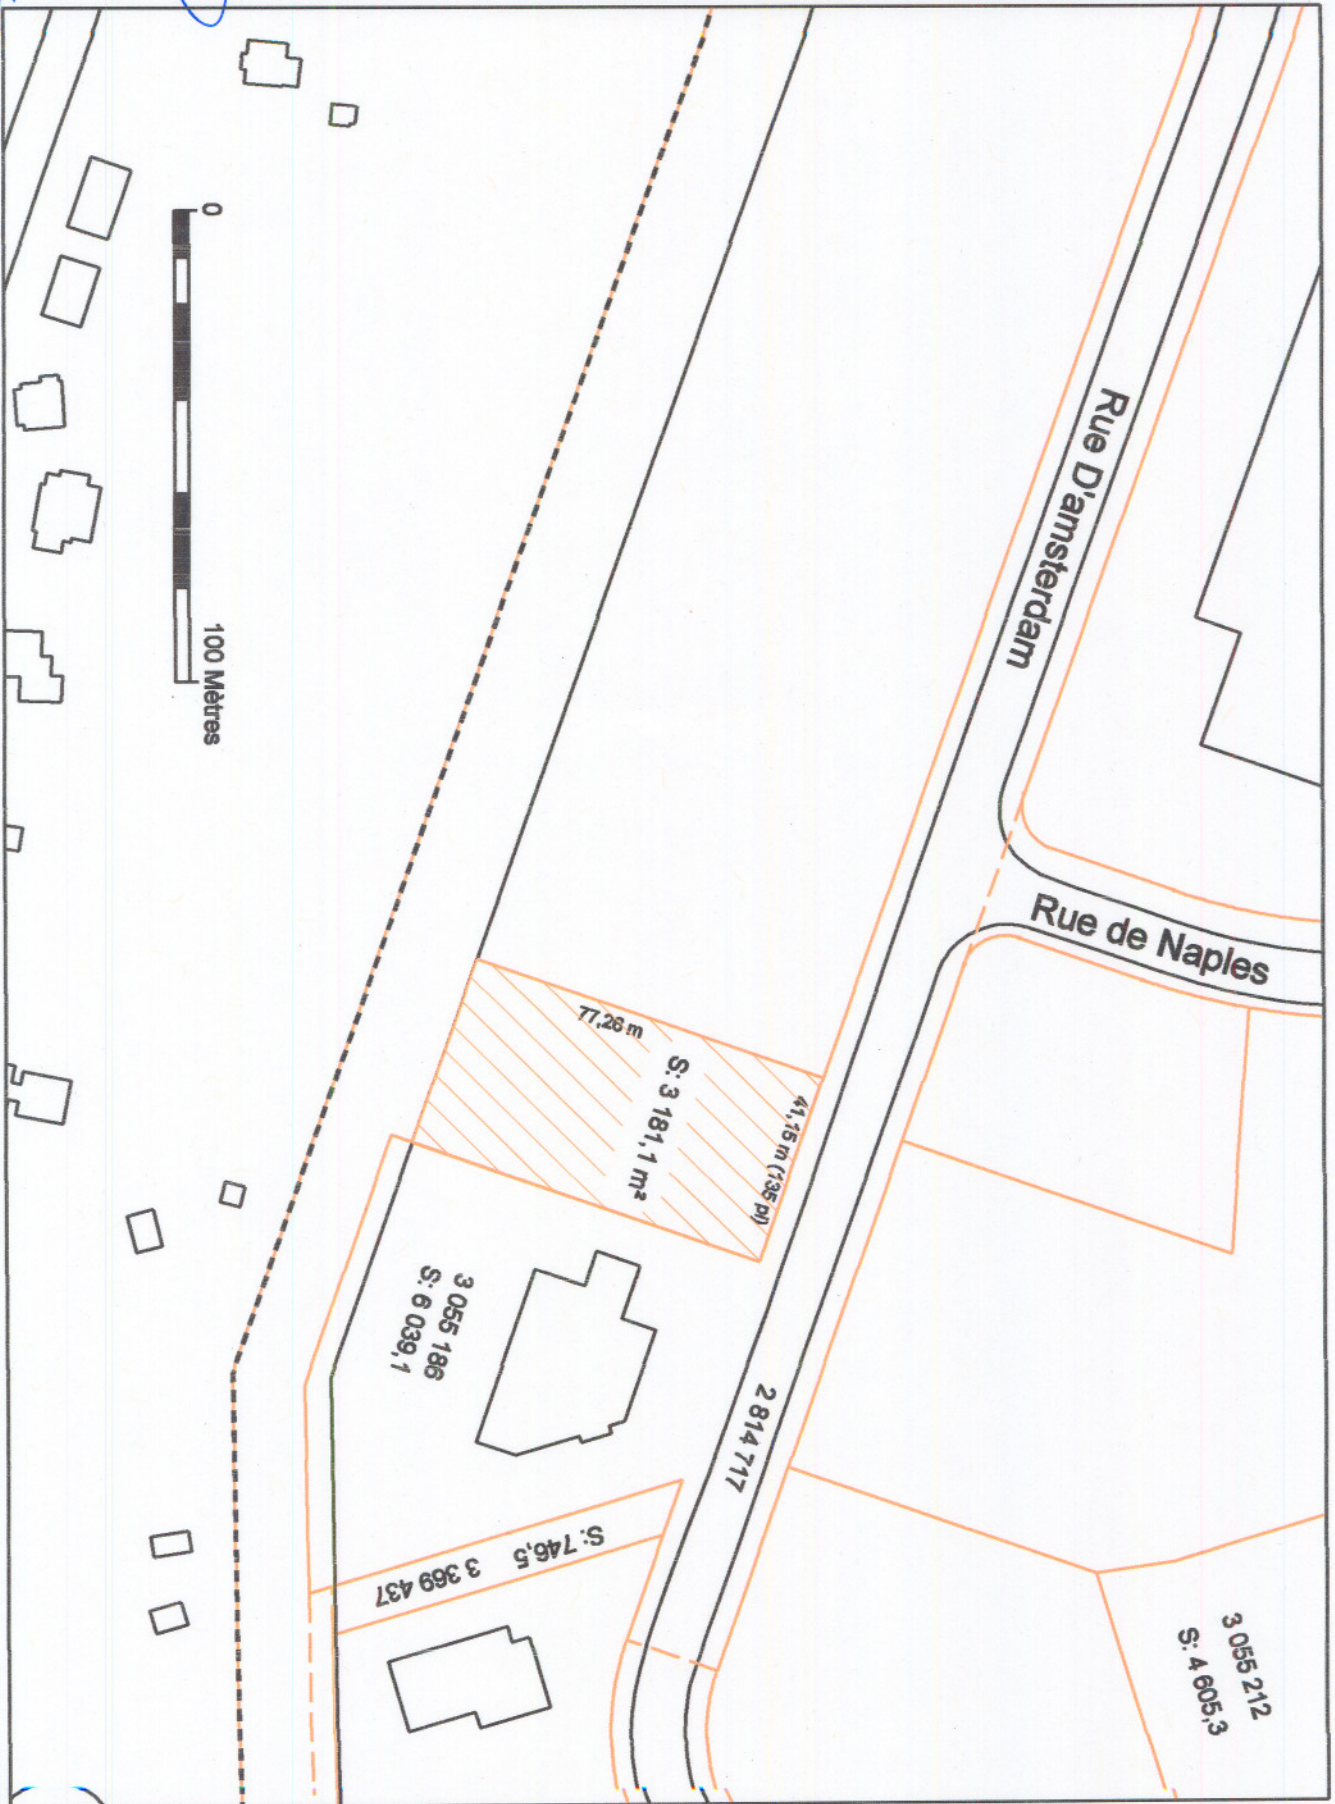 0
100 Mètres
Rue D'amsterdam
Rue de Naples
77,26 m
S: 3 181,1 m²
41,15 m (135 pi)
3 055 186
S: 6 039,1
2 814 717
S: 746,5
3 369 437
3 055 212
S: 4 605,3